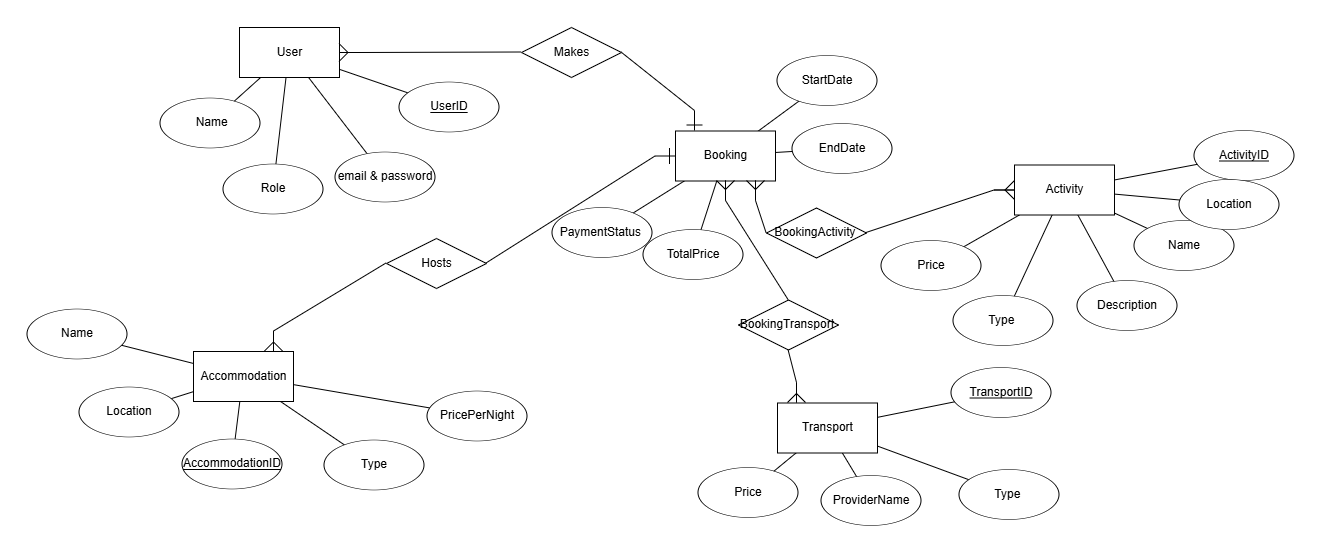 User
Makes
StartDate
UserID
Name
EndDate
Booking
ActivityID
email & password
Role
Activity
Location
PaymentStatus
BookingActivity
Name
TotalPrice
Hosts
Price
Description
Type
BookingTransport
Name
Accommodation
TransportID
Location
PricePerNight
Transport
AccommodationID
Type
Price
ProviderName
Type